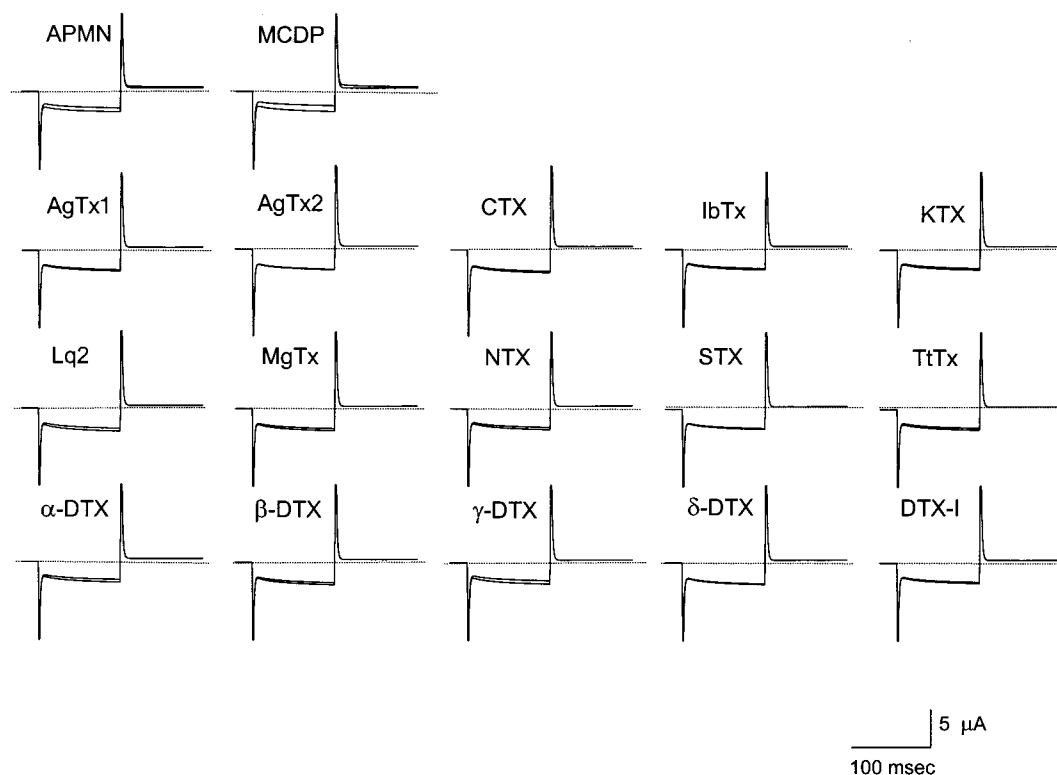 APMN MCDP
AgTx1 AgTx2 CTX IbTx KTX
Lq2 MgTx NTX STX TtTx
α-DTX β-DTX γ-DTX δ-DTX DTX-I
5 μA
100 msec